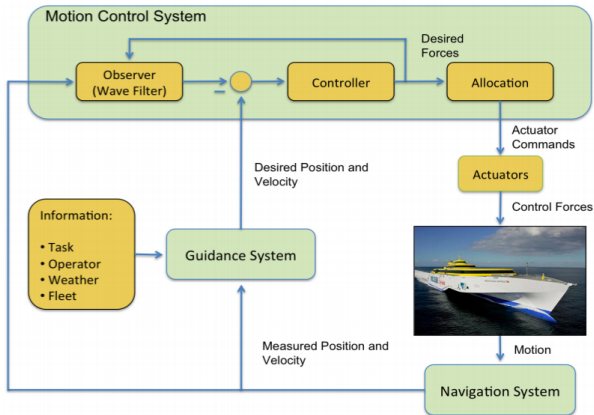 Motion Control System
Desired
Forces
Observer
(Wave Filter)
Controller
Allocation
Actuator
Commands
Desired Position and
Velocity
Actuators
Control Forces
Information:
• Task
• Operator
• Weather
• Fleet
Guidance System
Measured Position and
Velocity
Motion
Navigation System